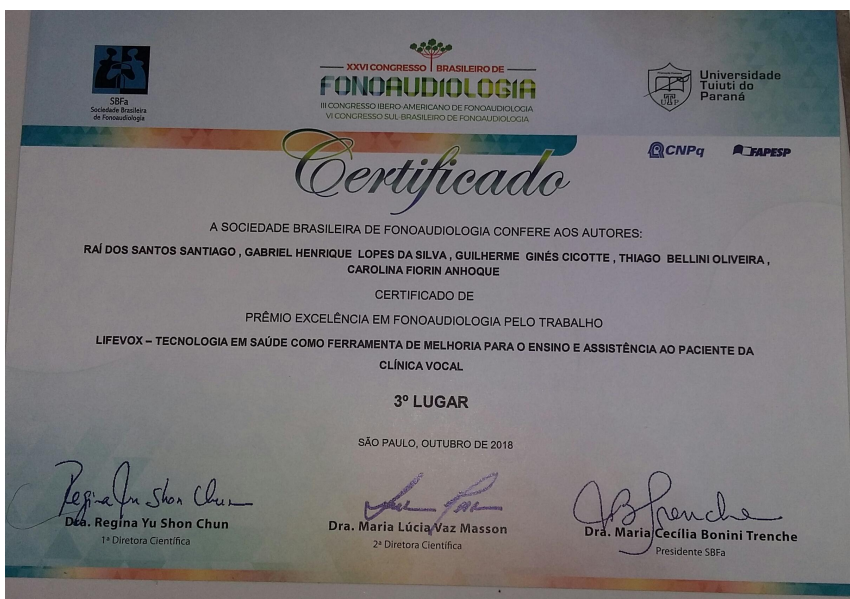 SBFa
Sociedade Brasileira
de Fonoaudiologia
XXVI CONGRESSO BRASILEIRO DE
FONOAUDIOLOGIA
III CONGRESSO IBERO-AMERICANO DE FONOAUDIOLOGIA
VI CONGRESSO SUL-BRASILEIRO DE FONOAUDIOLOGIA
Universidade
Tuiuti do
Paraná
CNPq FAPESP
Certificado
A SOCIEDADE BRASILEIRA DE FONOAUDIOLOGIA CONFERE AOS AUTORES:
RAÍ DOS SANTOS SANTIAGO , GABRIEL HENRIQUE LOPES DA SILVA , GUILHERME GINÉS CICOTTE , THIAGO BELLINI OLIVEIRA ,
CAROLINA FIORIN ANHOQUE
CERTIFICADO DE
PRÊMIO EXCELÊNCIA EM FONOAUDIOLOGIA PELO TRABALHO
LIFEVOX – TECNOLOGIA EM SAÚDE COMO FERRAMENTA DE MELHORIA PARA O ENSINO E ASSISTÊNCIA AO PACIENTE DA
CLÍNICA VOCAL
3º LUGAR
SÃO PAULO, OUTUBRO DE 2018
Regina Yu Shon Chun
Dra. Regina Yu Shon Chun
1ª Diretora Científica
Dra. Maria Lúcia Vaz Masson
2ª Diretora Científica
Dra. Maria Cecília Bonini Trenche
Presidente SBFa